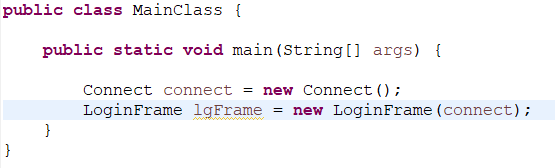 public class MainClass {
public static void main(String[] args) {
Connect connect = new Connect();
LoginFrame lgFrame = new LoginFrame(connect);
}
}